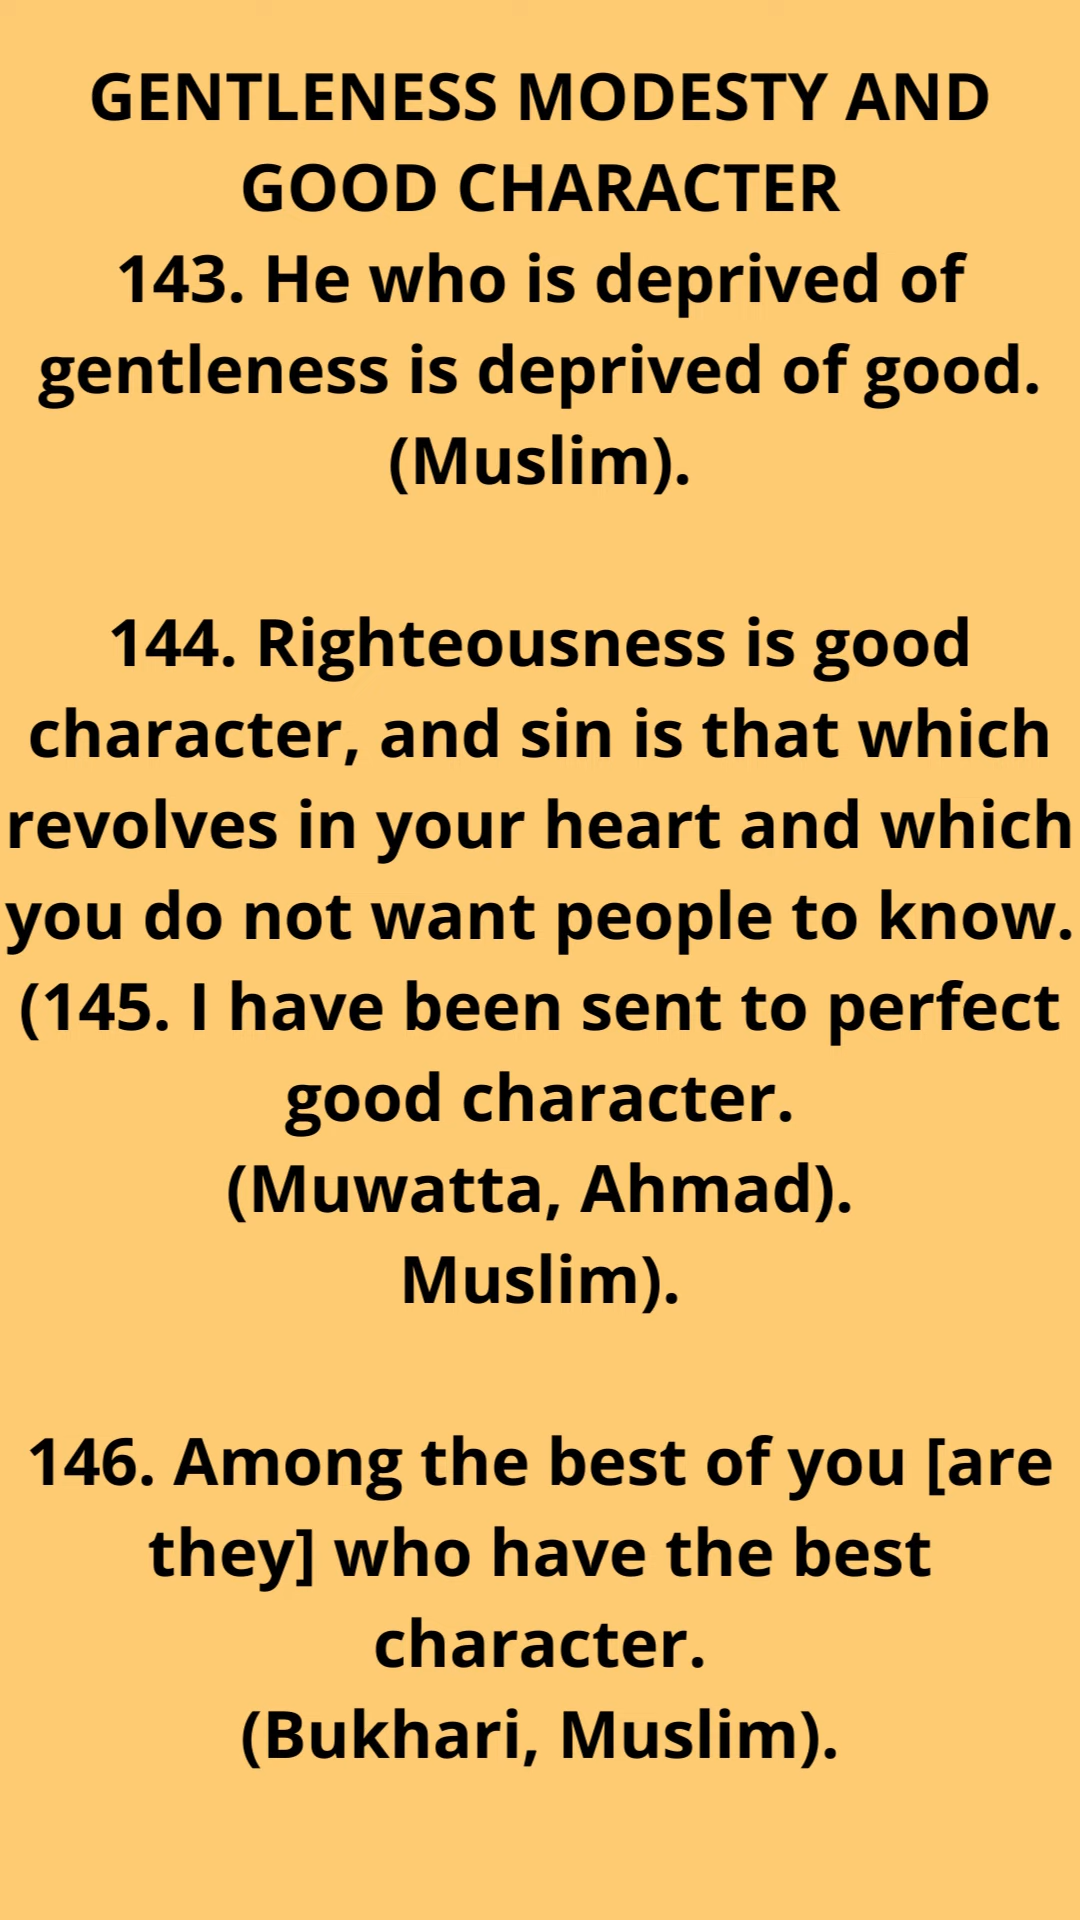 GENTLENESS MODESTY AND
GOOD CHARACTER
143. He who is deprived of
gentleness is deprived of good.
(Muslim).
144. Righteousness is good
character, and sin is that which
revolves in your heart and which
you do not want people to know.
(145. I have been sent to perfect
good character.
(Muwatta, Ahmad).
Muslim).
146. Among the best of you [are
they] who have the best
character.
(Bukhari, Muslim).